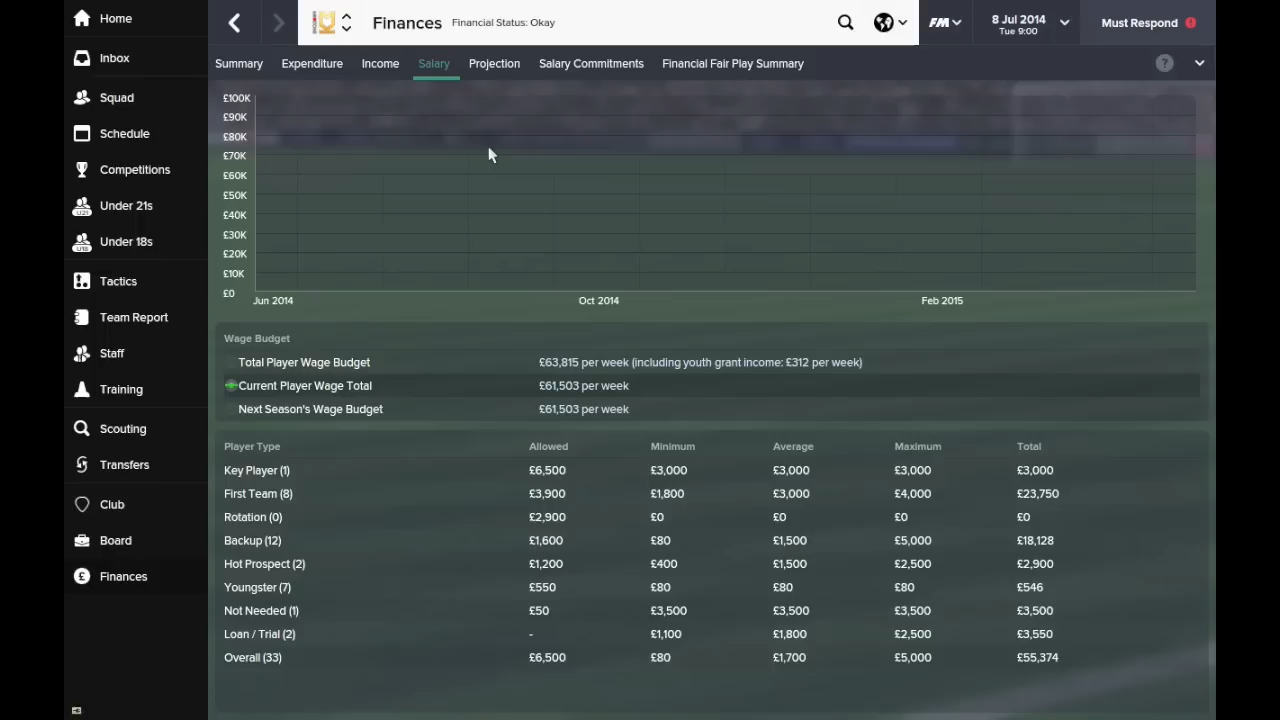 Home
Inbox
Squad
Schedule
Competitions
Under 21s
Under 18s
Tactics
Team Report
Staff
Training
Scouting
Transfers
Club
Board
Finances
Finances Financial Status: Okay
FM
8 Jul 2014
Tue 9:00
Must Respond
Summary Expenditure Income Salary Projection Salary Commitments Financial Fair Play Summary
£100K
£90K
£80K
£70K
£60K
£50K
£40K
£30K
£20K
£10K
£0
Jun 2014 Oct 2014 Feb 2015
Wage Budget
Total Player Wage Budget £63,815 per week (including youth grant income: £312 per week)
Current Player Wage Total £61,503 per week
Next Season's Wage Budget £61,503 per week
Player Type Allowed Minimum Average Maximum Total
Key Player (1) £6,500 £3,000 £3,000 £3,000 £3,000
First Team (8) £3,900 £1,800 £3,000 £4,000 £23,750
Rotation (0) £2,900 £0 £0 £0 £0
Backup (12) £1,600 £80 £1,500 £5,000 £18,128
Hot Prospect (2) £1,200 £400 £1,500 £2,500 £2,900
Youngster (7) £550 £80 £80 £80 £546
Not Needed (1) £50 £3,500 £3,500 £3,500 £3,500
Loan / Trial (2) - £1,100 £1,800 £2,500 £3,550
Overall (33) £6,500 £80 £1,700 £5,000 £55,374